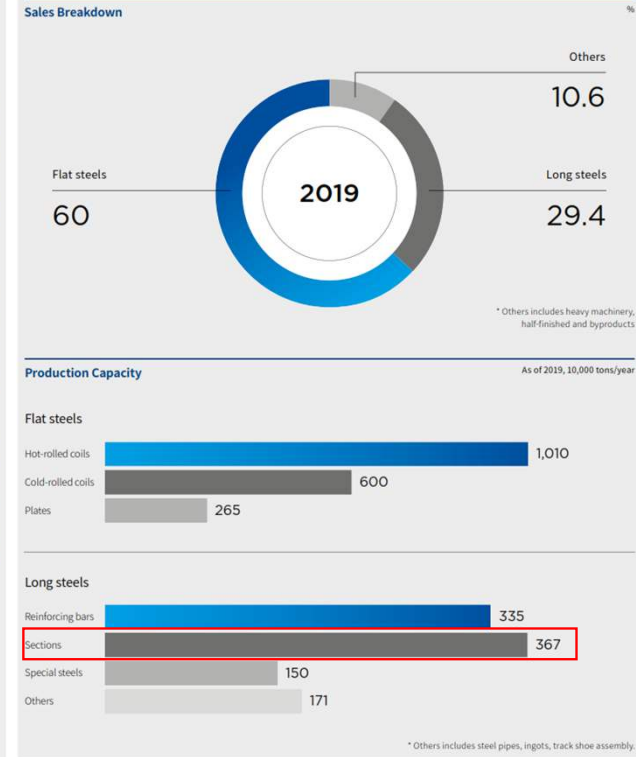 Sales Breakdown
%
Others
10.6
Flat steels
60
2019
Long steels
29.4
* Others includes heavy machinery,
half-finished and byproducts
Production Capacity
As of 2019, 10,000 tons/year
Flat steels
Hot-rolled coils 1,010
Cold-rolled coils 600
Plates 265
Long steels
Reinforcing bars 335
Sections 367
Special steels 150
Others 171
* Others includes steel pipes, ingots, track shoe assembly.